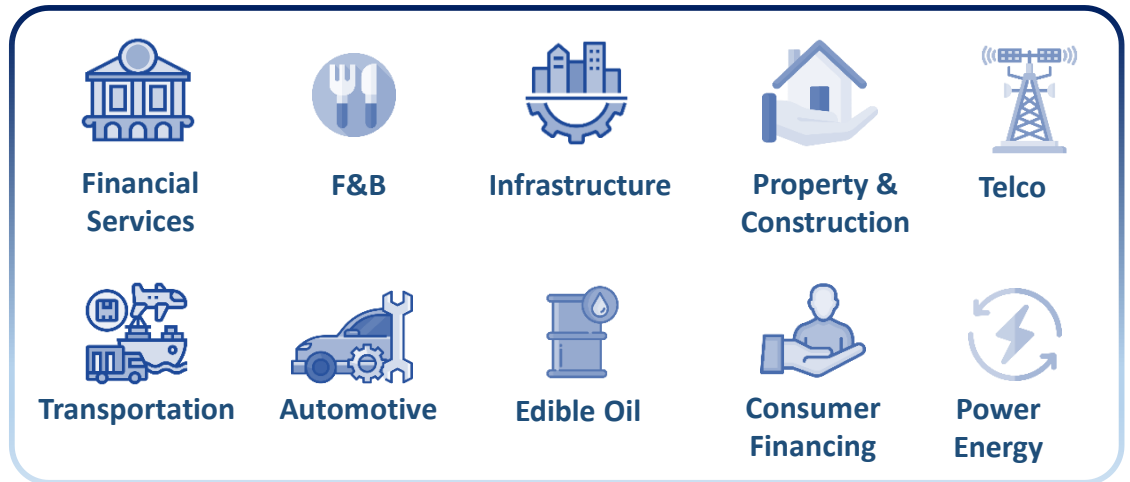 Financial
Services
F&B
Infrastructure
Property &
Construction
Telco
Transportation
Automotive
Edible Oil
Consumer
Financing
Power
Energy